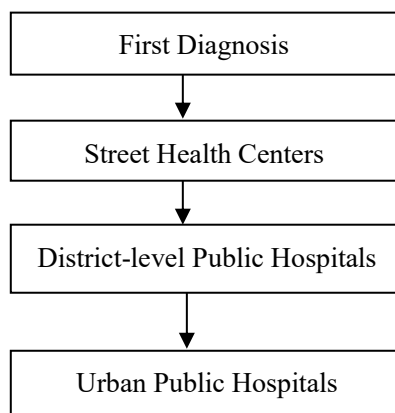 First Diagnosis
Street Health Centers
District-level Public Hospitals
Urban Public Hospitals